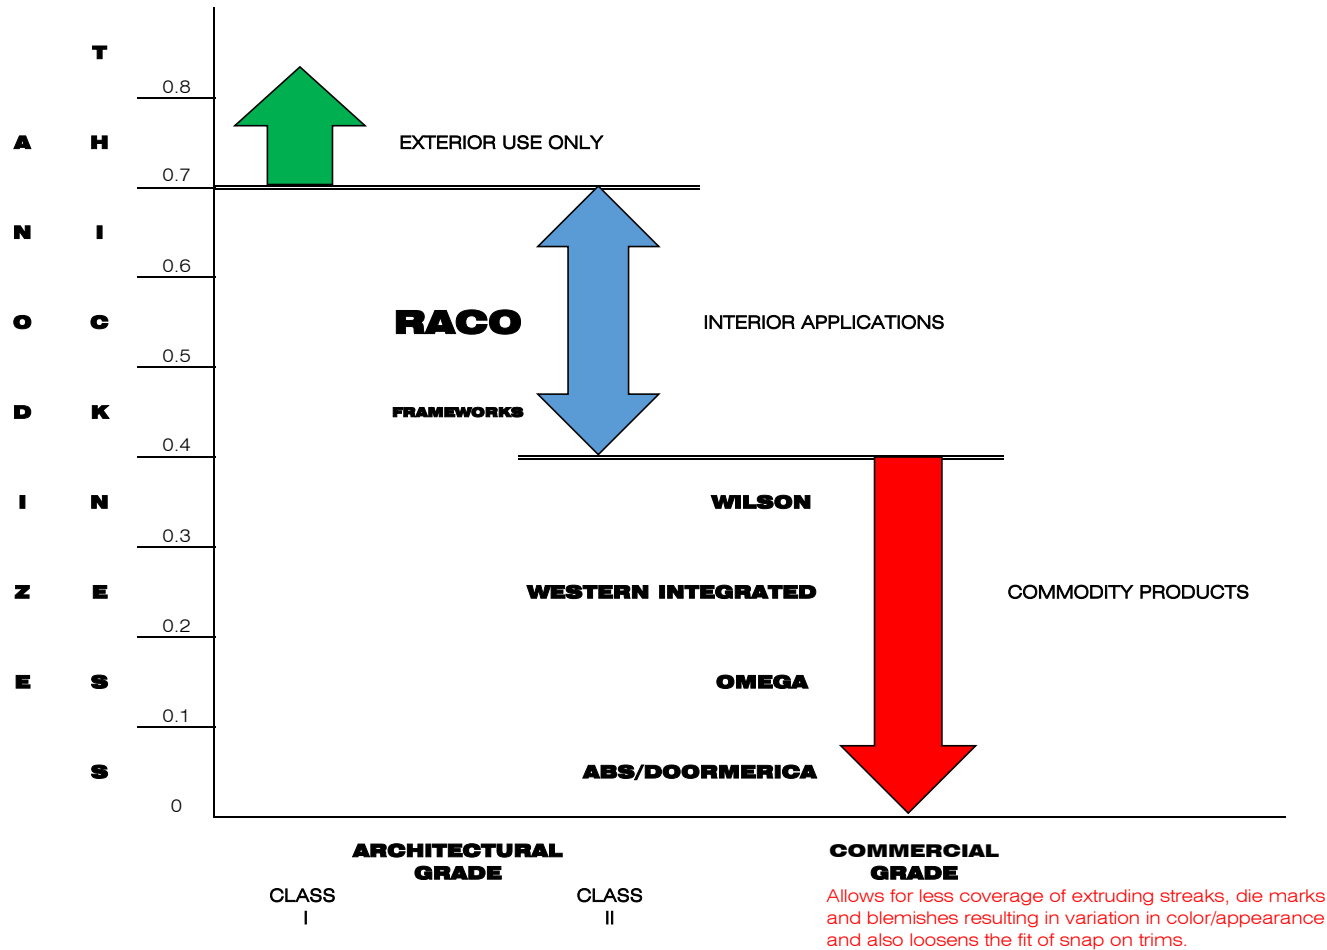 ANODIZE
THICKNESS
0.8
EXTERIOR USE ONLY
0.7
0.6
RACO
INTERIOR APPLICATIONS
0.5
FRAMEWORKS
0.4
WILSON
0.3
WESTERN INTEGRATED
COMMODITY PRODUCTS
0.2
OMEGA
0.1
ABS/DOORMERICA
0
ARCHITECTURAL
GRADE
CLASS
I
CLASS
II
COMMERCIAL
GRADE
Allows for less coverage of extruding streaks, die marks
and blemishes resulting in variation in color/appearance
and also loosens the fit of snap on trims.